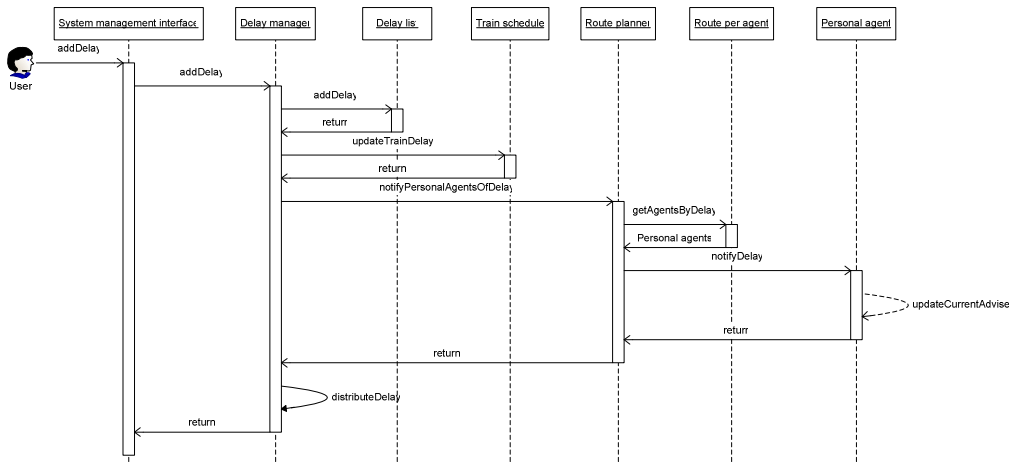 System management interface
Delay manager
Delay list
Train schedule
Route planner
Route per agent
Personal agent
addDelay
User
addDelay
addDelay
return
updateTrainDelay
return
notifyPersonalAgentsOfDelay
getAgentsByDelay
Personal agents
notifyDelay
updateCurrentAdvise
return
return
distributeDelay
return